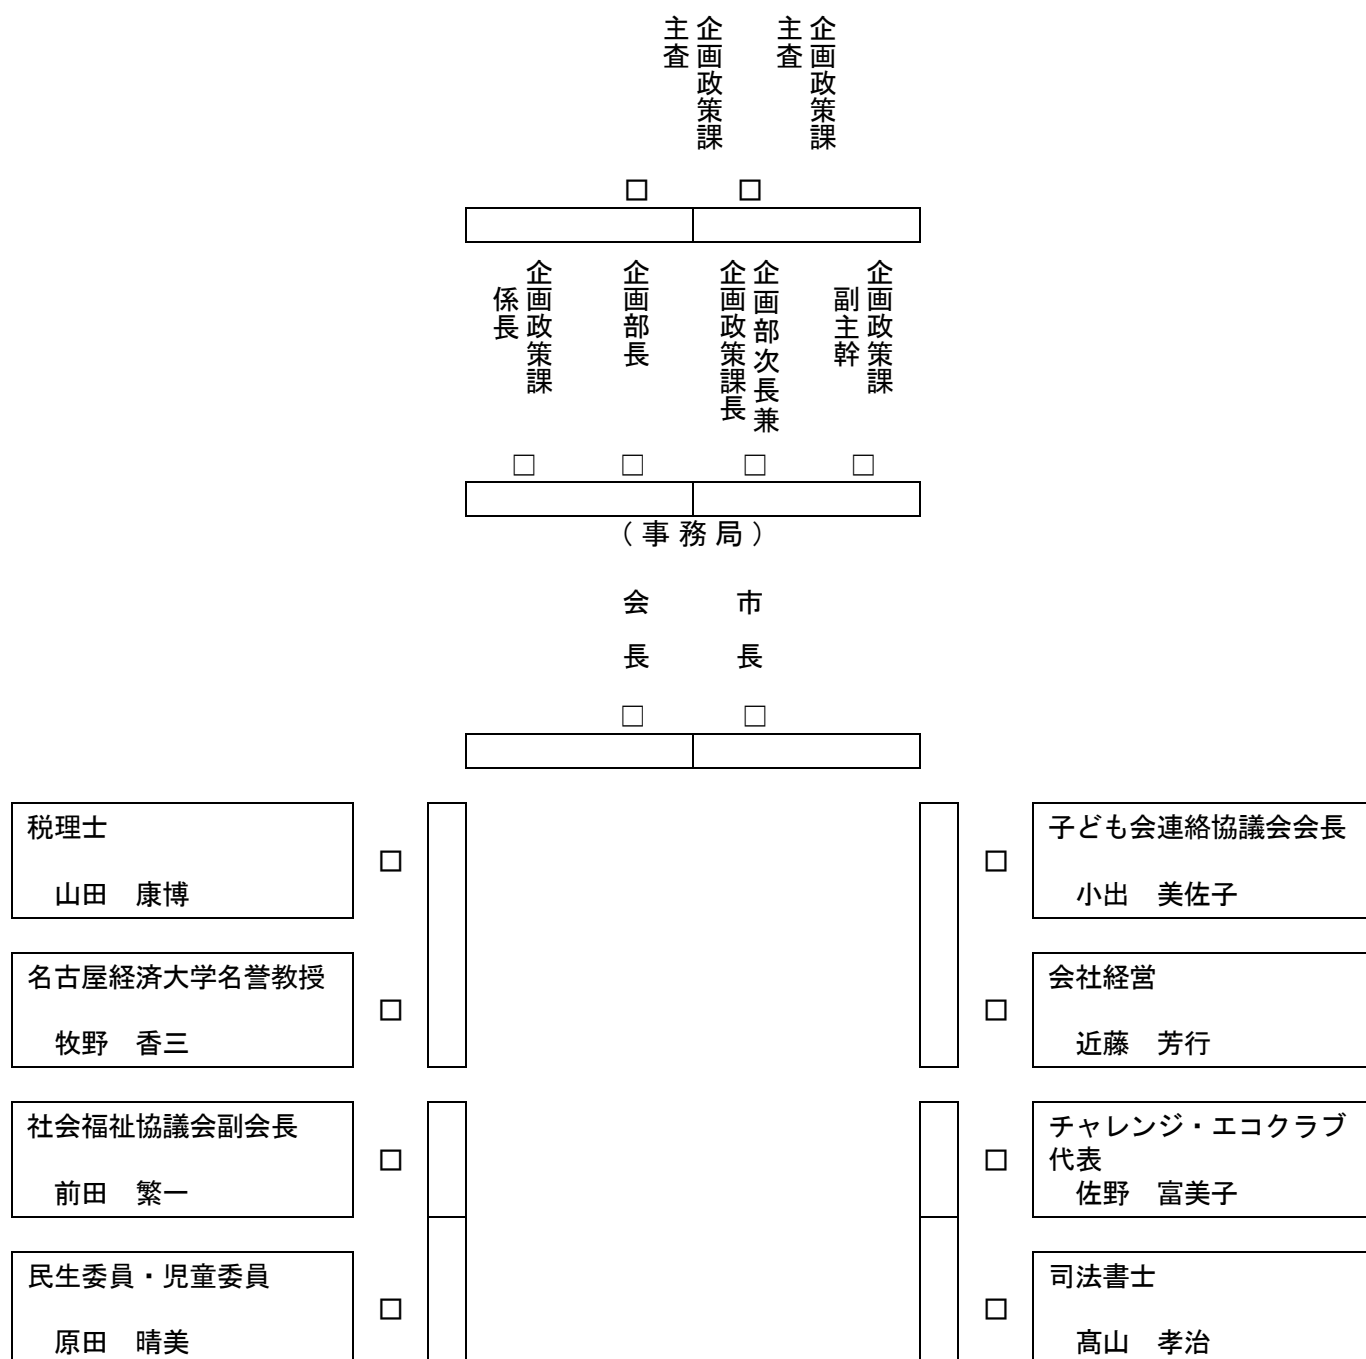 企画政策課
主査
企画政策課
主査
企画政策課
副主幹
企画部次長兼
企画政策課長
企画部長
企画政策課
係長
（事務局）
市長
会長
税理士
山田　康博
名古屋経済大学名誉教授
牧野　香三
社会福祉協議会副会長
前田　繁一
民生委員・児童委員
原田　晴美
子ども会連絡協議会会長
小出　美佐子
会社経営
近藤　芳行
チャレンジ・エコクラブ
代表
佐野　富美子
司法書士
髙山　孝治